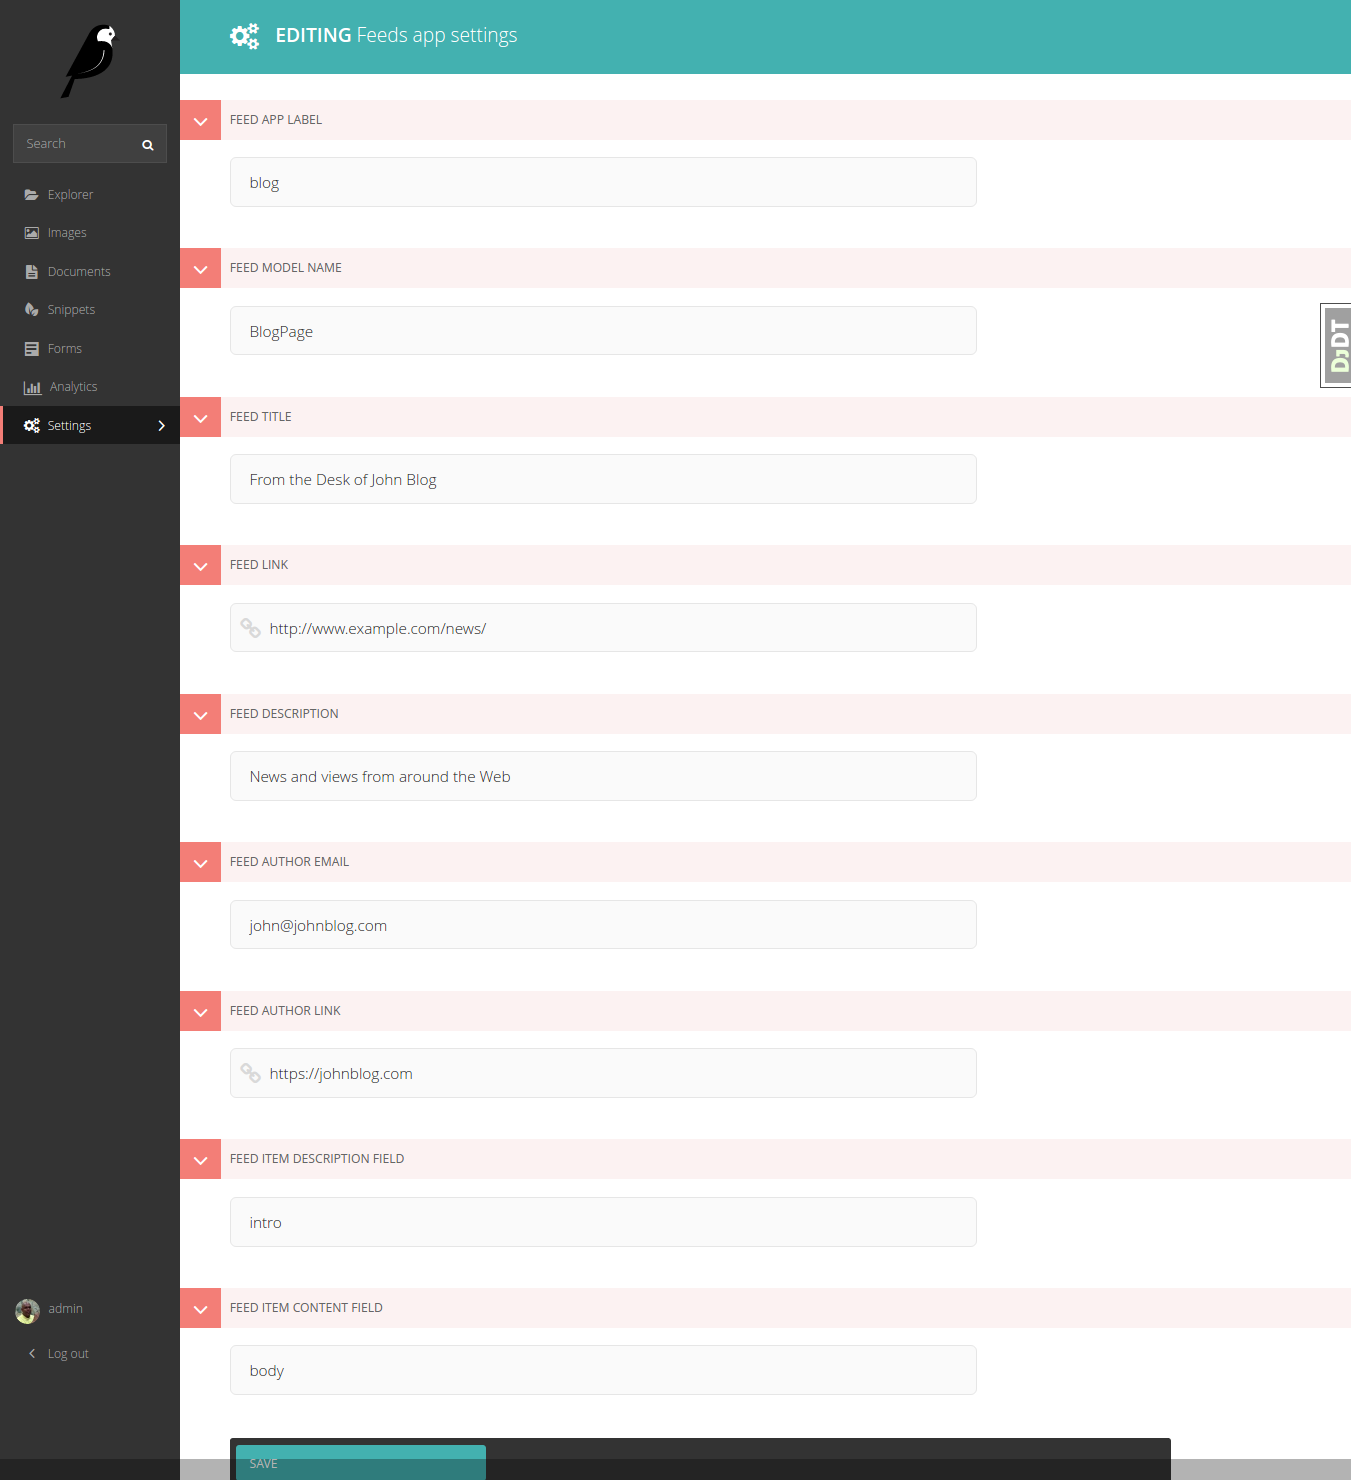 Search
Explorer
Images
Documents
Snippets
Forms
Analytics
Settings
admin
Log out
EDITING Feeds app settings
FEED APP LABEL
blog
FEED MODEL NAME
BlogPage
FEED TITLE
From the Desk of John Blog
FEED LINK
http://www.example.com/news/
FEED DESCRIPTION
News and views from around the Web
FEED AUTHOR EMAIL
john@johnblog.com
FEED AUTHOR LINK
https://johnblog.com
FEED ITEM DESCRIPTION FIELD
intro
FEED ITEM CONTENT FIELD
body
SAVE
DJDT